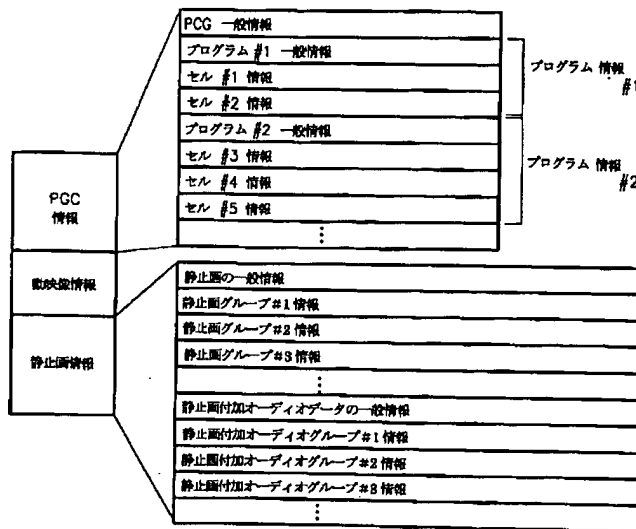 PCG 一般情報
プログラム #1 一般情報
セル #1 情報
セル #2 情報
プログラム #2 一般情報
セル #3 情報
セル #4 情報
セル #5 情報
⋮
プログラム 情報
#1
プログラム 情報
#2
PGC
情報
動映像情報
静止画情報
静止画の一般情報
静止画グループ#1 情報
静止画グループ#2 情報
静止画グループ#3 情報
⋮
静止画付加オーディオデータの一般情報
静止画付加オーディオグループ#1 情報
静止画付加オーディオグループ#2 情報
静止画付加オーディオグループ#3 情報
⋮